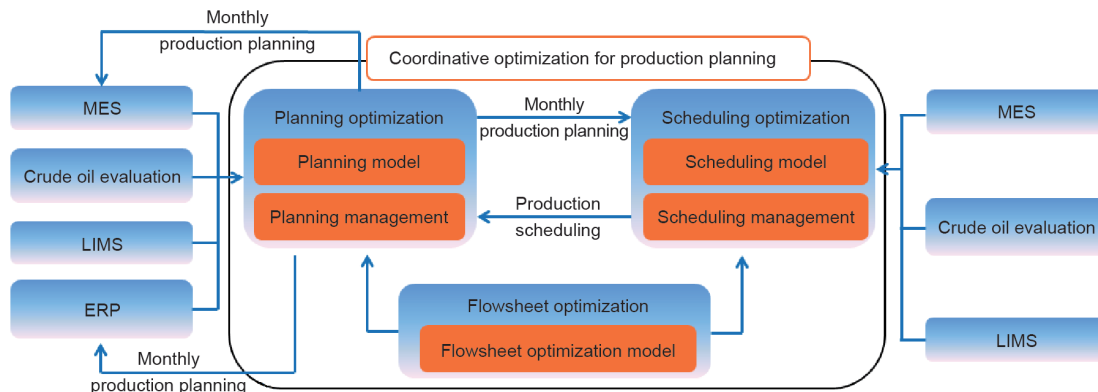 Monthly
production planning
Coordinative optimization for production planning
MES
Crude oil evaluation
LIMS
ERP
Monthly
production planning
Planning optimization
Planning model
Planning management
Monthly
production planning
Production
scheduling
Scheduling optimization
Scheduling model
Scheduling management
Flowsheet optimization
Flowsheet optimization model
MES
Crude oil evaluation
LIMS